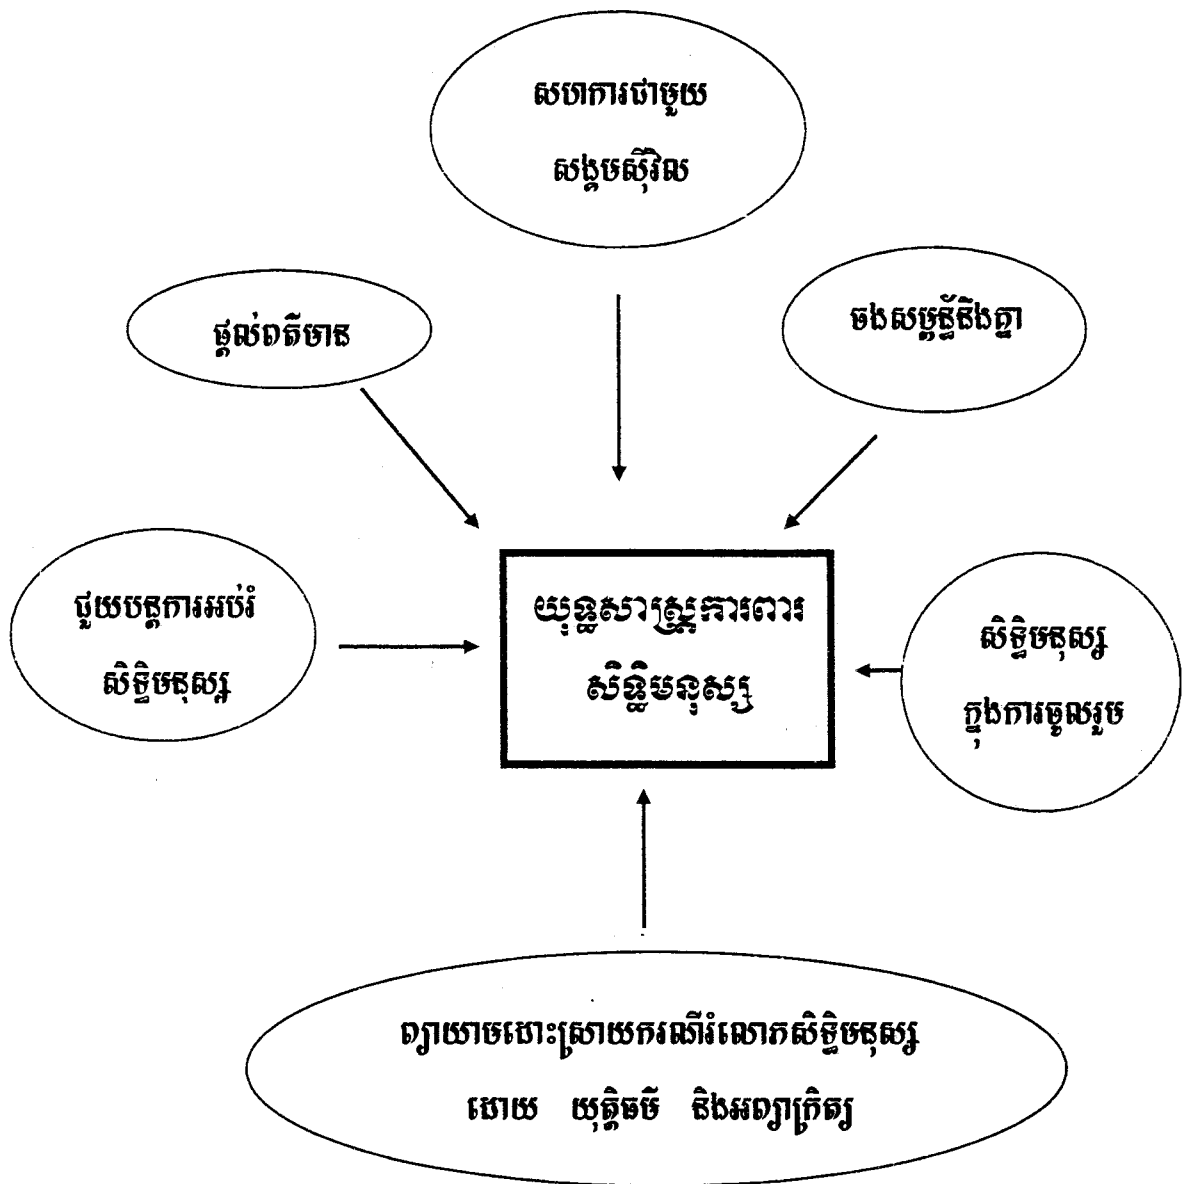 សហការជាមួយ
សង្គមស៊ីវិល
ផ្តល់ពត៌មាន
ចងសម្ពន្ធ័នឹងគ្នា
ជួយបន្តការអប់រំ
សិទ្ធិមនុស្ស
យុទ្ធសាស្ត្រការពារ
សិទ្ធិមនុស្ស
សិទ្ធិមនុស្ស
ក្នុងការចូលរួម
ព្យាយាមដោះស្រាយករណីរំលោភសិទ្ធិមនុស្ស
ដោយ យុត្តិធម៌ និងអព្យាក្រិត្យ